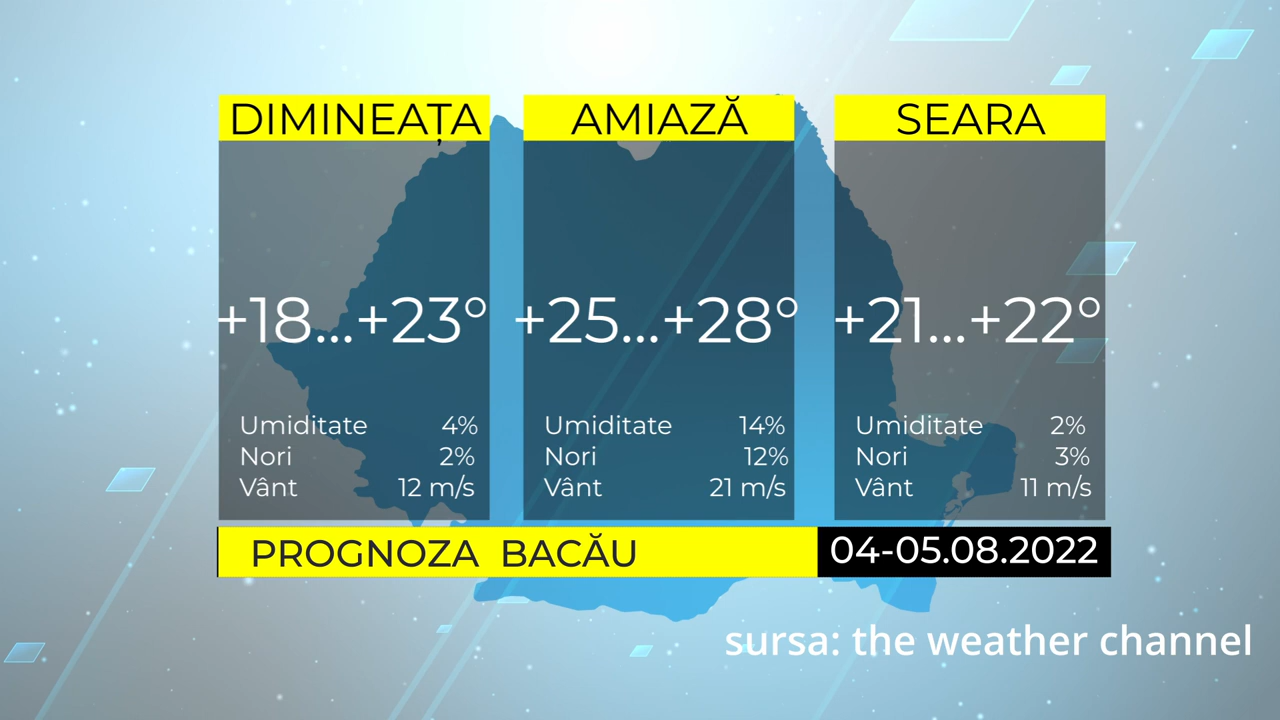 DIMINEAȚA
+18...+23°
Umiditate 4%
Nori 2%
Vânt 12 m/s
AMIAZĂ
+25...+28°
Umiditate 14%
Nori 12%
Vânt 21 m/s
SEARA
+21...+22°
Umiditate 2%
Nori 3%
Vânt 11 m/s
PROGNOZA BACĂU
04-05.08.2022
sursa: the weather channel